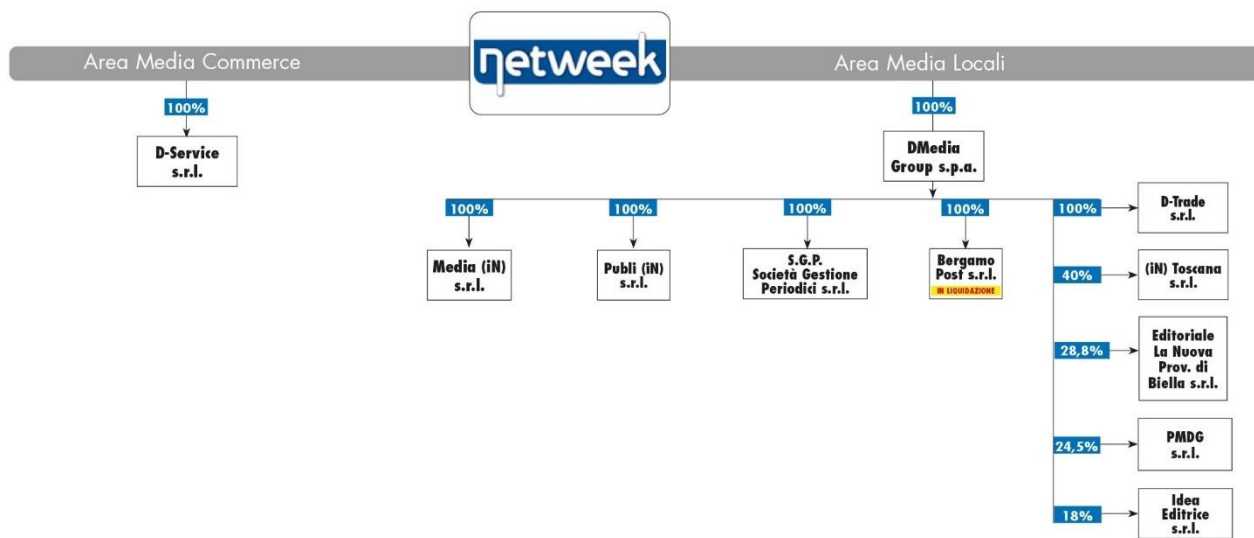 Area Media Commerce
netweek
Area Media Locali
100%
100%
D-Service
s.r.l.
DMedia
Group s.p.a.
100%
100%
100%
100%
100%
D-Trade
s.r.l.
Media (iN)
s.r.l.
Publi (iN)
s.r.l.
S.G.P.
Società Gestione
Periodici s.r.l.
Bergamo
Post s.r.l.
IN LIQUIDAZIONE
40%
(iN) Toscana
s.r.l.
28,8%
Editoriale
La Nuova
Prov. di
Biella s.r.l.
24,5%
PMDG
s.r.l.
18%
Idea
Editrice
s.r.l.